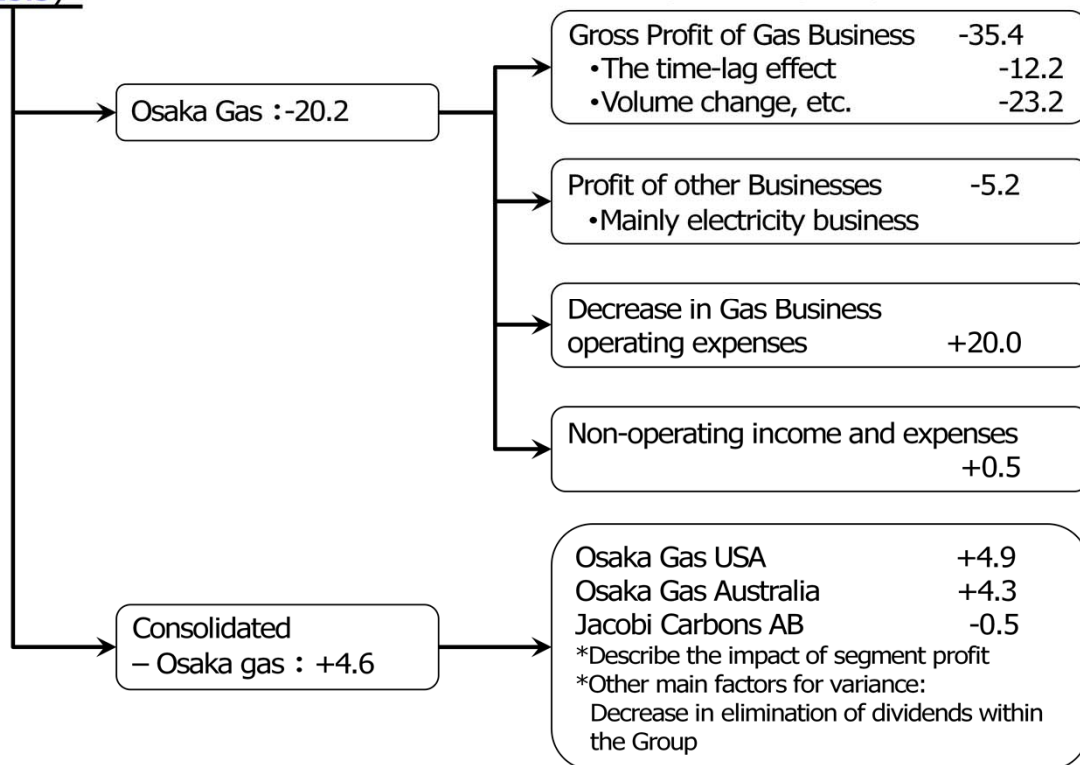 Osaka Gas：-20.2
Gross Profit of Gas Business -35.4
・The time-lag effect -12.2
・Volume change, etc. -23.2
Profit of other Businesses -5.2
・Mainly electricity business
Decrease in Gas Business
operating expenses +20.0
Non-operating income and expenses
+0.5
Consolidated
– Osaka gas：+4.6
Osaka Gas USA +4.9
Osaka Gas Australia +4.3
Jacobi Carbons AB -0.5
*Describe the impact of segment profit
*Other main factors for variance:
Decrease in elimination of dividends within
the Group